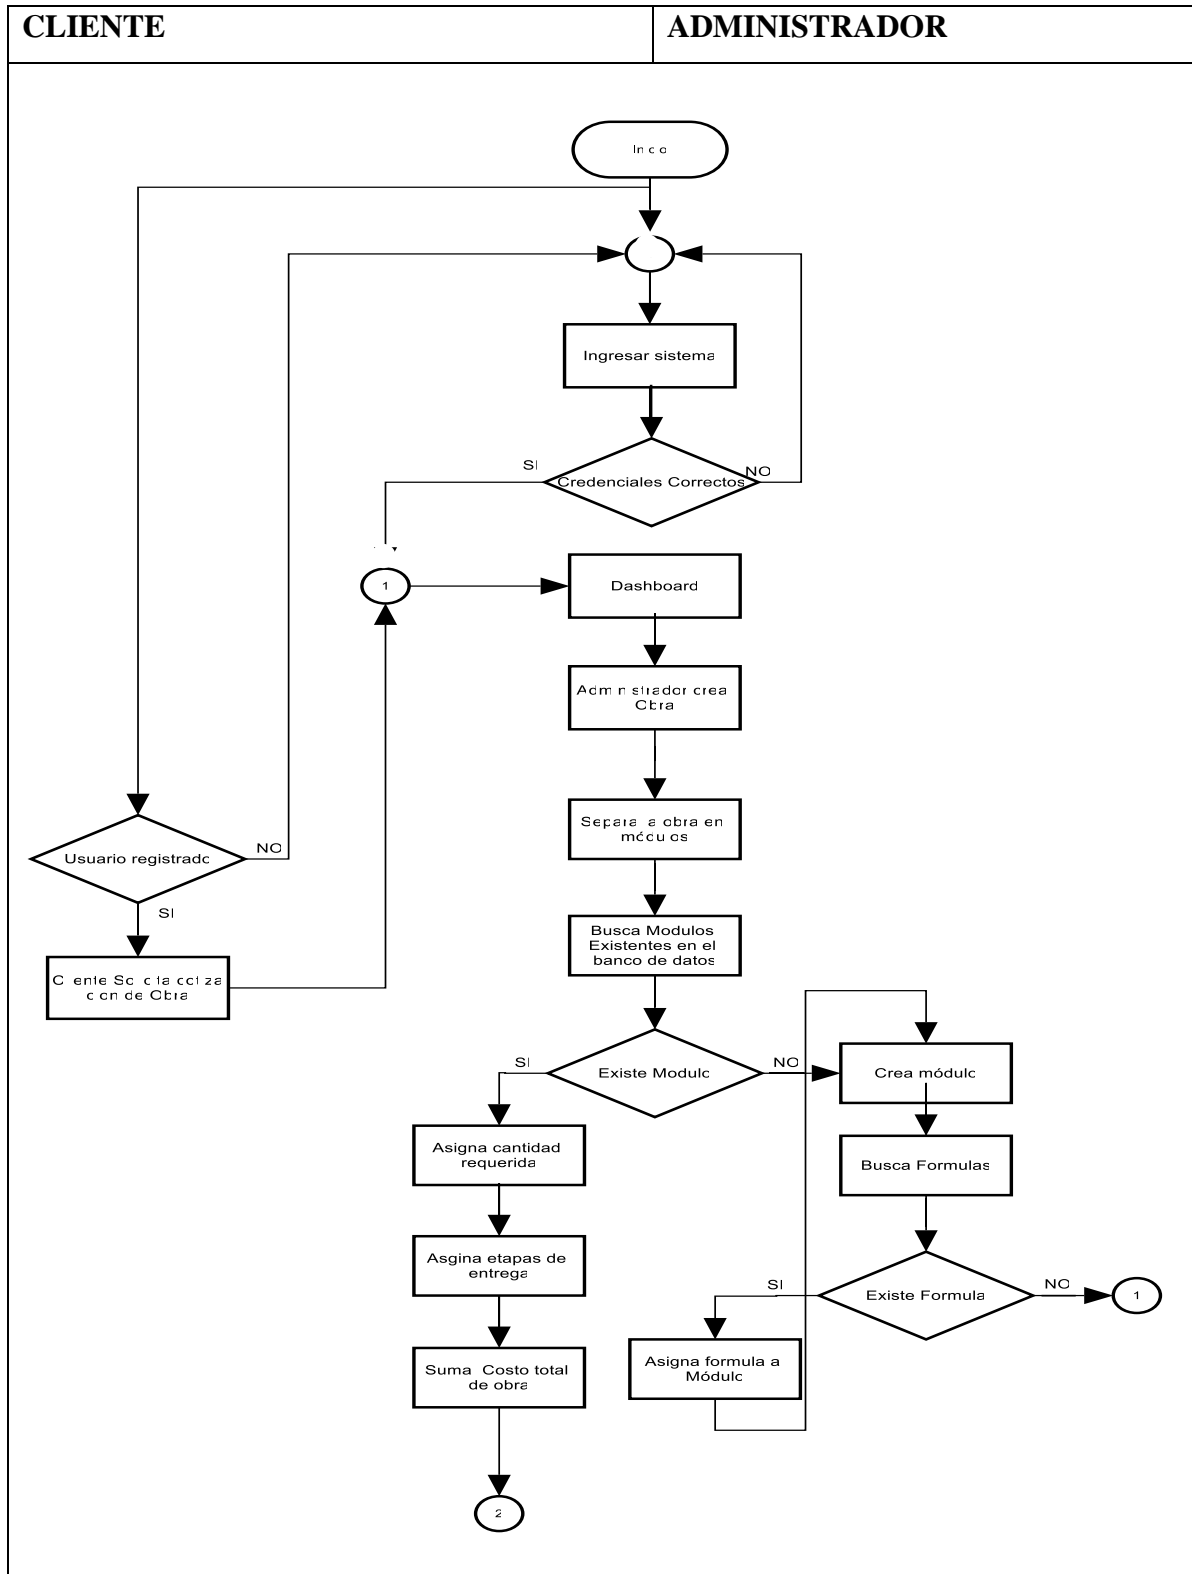 CLIENTE
ADMINISTRADOR
Inicio
Ingresar sistema
SI
NO
Credenciales Correctos
1
Dashboard
Administrador crea
Obra
Separa la obra en
módulos
Usuario registrado
NO
SI
Busca Modulos
Existentes en el
banco de datos
Cliente Solicita cotiza
cion de Obra
SI
Existe Modulo
NO
Crea módulo
Asigna cantidad
requerida
Busca Formulas
Asgina etapas de
entrega
SI
Existe Formula
NO
1
Suma Costo total
de obra
Asigna formula a
Módulo
2